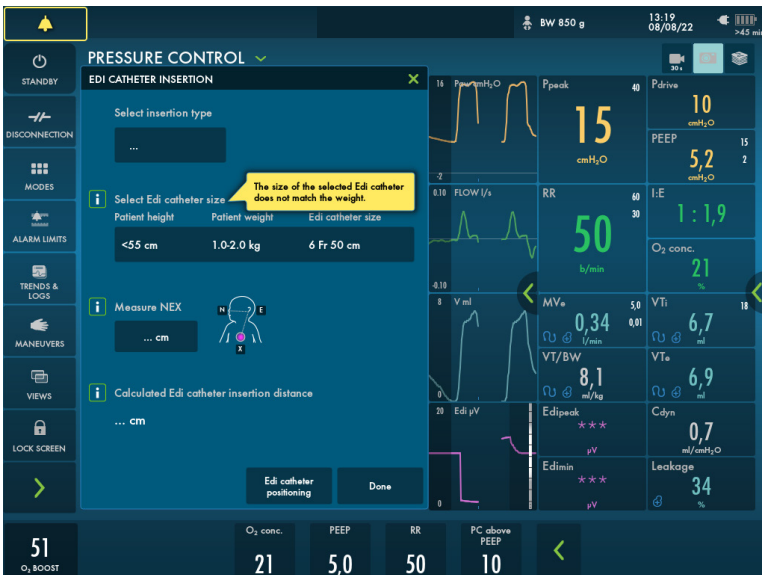 BW 850 g
13:19
08/08/22
>45 min
STANDBY
DISCONNECTION
MODES
ALARM LIMITS
TRENDS &
LOGS
MANEUVERS
VIEWS
LOCK SCREEN
51
O₂ BOOST
PRESSURE CONTROL
30 s
EDI CATHETER INSERTION
Select insertion type
...
The size of the selected Edi catheter
does not match the weight.
Select Edi catheter size
Patient height Patient weight Edi catheter size
<55 cm 1.0-2.0 kg 6 Fr 50 cm
Measure NEX
... cm
N E
X
Calculated Edi catheter insertion distance
... cm
Edi catheter
positioning
Done
16 Paw cmH₂O
-2
0.10 FLOW l/s
-0.10
8 V ml
0
20 Edi µV
0
Ppeak 40
15
cmH₂O
Pdrive
10
cmH₂O
PEEP 15
5,2 2
cmH₂O
RR 60
30
50
b/min
I:E
1 : 1,9
O₂ conc.
21
%
MVe 5,0
0,34 0,01
l/min
VTi 18
6,7
ml
VT/BW
8,1
ml/kg
VTe
6,9
ml
Edipeak
***
µV
Cdyn
0,7
ml/cmH₂O
Edimin
***
µV
Leakage
34
%
O₂ conc.
21
PEEP
5,0
RR
50
PC above
PEEP
10